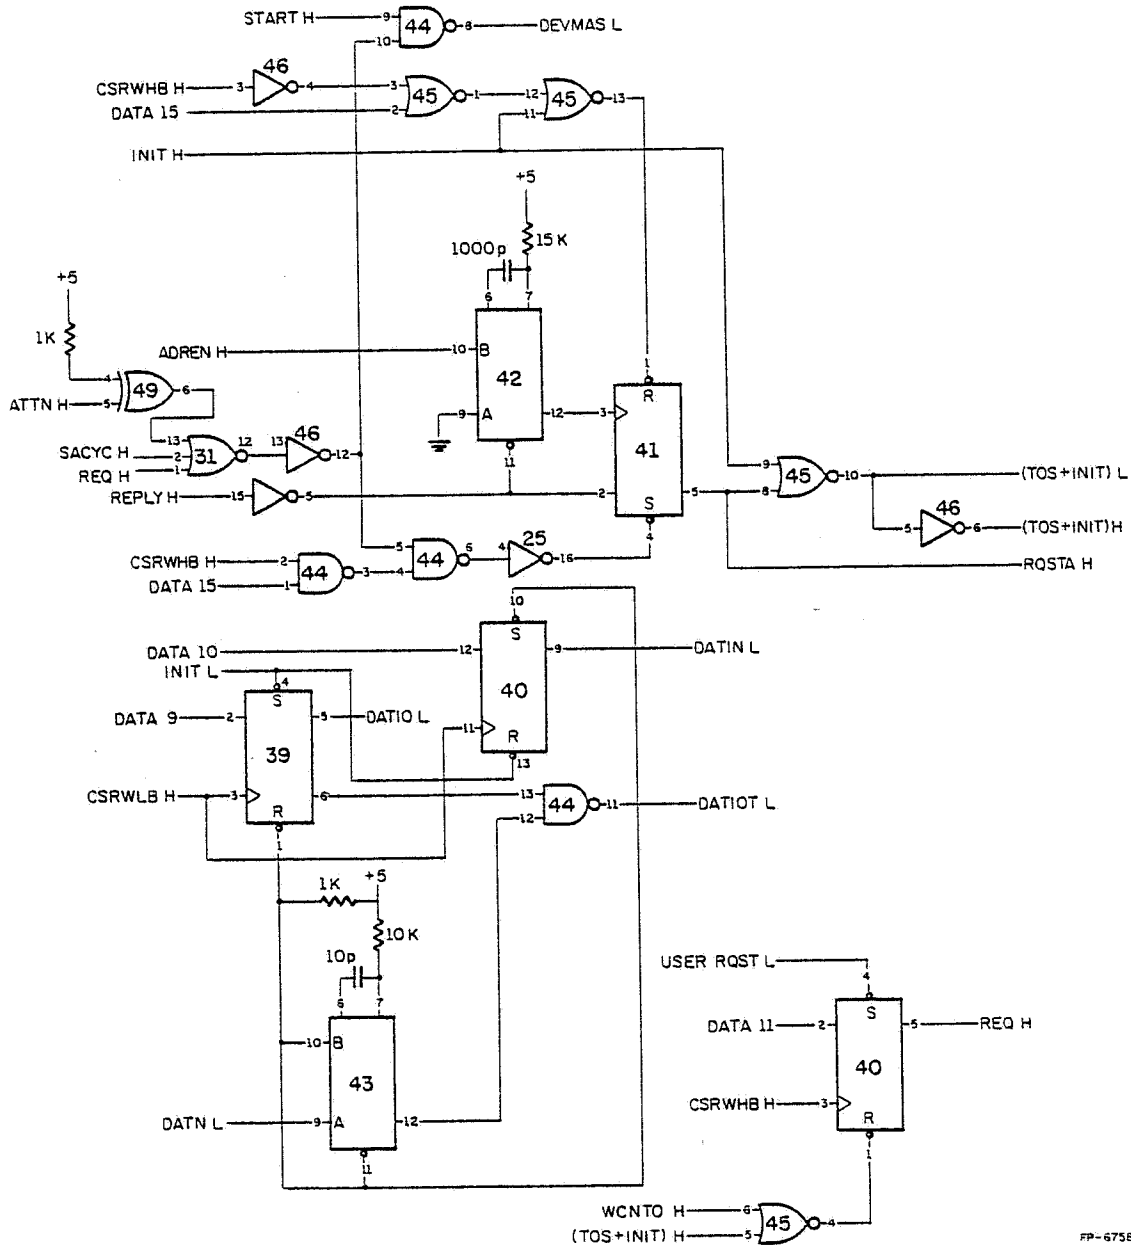 START H 9 44 8 DEVMAS L
10
46
CSRWHB H 3 4 3 45 1 12 45 13
DATA 15 2 11
INIT H
+5
15K
1000p
6 7
+5
1K
ADREN H 10 B
42
4 49 6
ATTN H 5
9 A 12
1
R
3
41
13 12 13 46 12
SACYC H 2 31
REQ H 1
11
REPLY H 15 5 2 5
S
4
9 45 10 (TOS+INIT) L
8
46
5 6 (TOS+INIT) H
RQSTA H
CSRWHB H 2 44 3
DATA 15 1
5 44 6 4 25 16
4
10
S
DATA 10 12 9 DATIN L
40
INIT L
4
S
DATA 9 2 5 DATIO L
39
11
R
13
CSRWLB H 3 6
R
1
13 44 11 DATIOT L
12
1K +5
10K
10p
6 7
10 B
43
DATN L 9 A 12
11
USER RQST L
4
S
DATA 11 2 5 REQ H
40
CSRWHB H 3
R
1
WCNTO H 6 45 4
(TOS+INIT) H 5
FP-6758